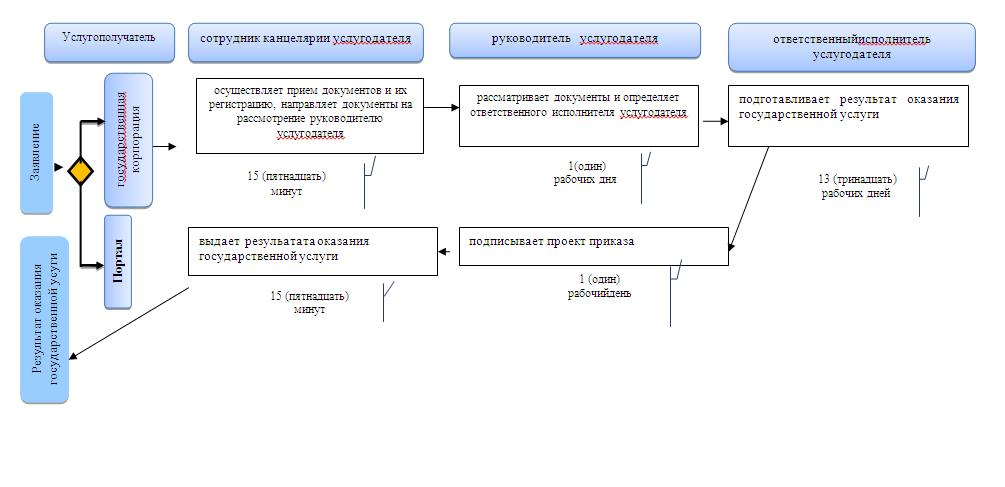 Услугополучатель
сотрудник канцелярии услугодателя
руководитель услугодателя
ответственныйисполнитель
услугодателя
Заявление
государственная
корпорация
осуществляет прием документов и их
регистрацию, направляет документы на
рассмотрение руководителю
услугодателя
15 (пятнадцать)
минут
рассматривает документы и определяет
ответственного исполнителя услугодателя
1(один)
рабочих дня
подготавливает результат оказания
государственной услуги
13 (тринадцать)
рабочих дней
Портал
Результат оказания
государственной усуги
выдает резульатата оказания
государственной услуги
15 (пятнадцать)
минут
подписывает проект приказа
1 (один)
рабочийдень